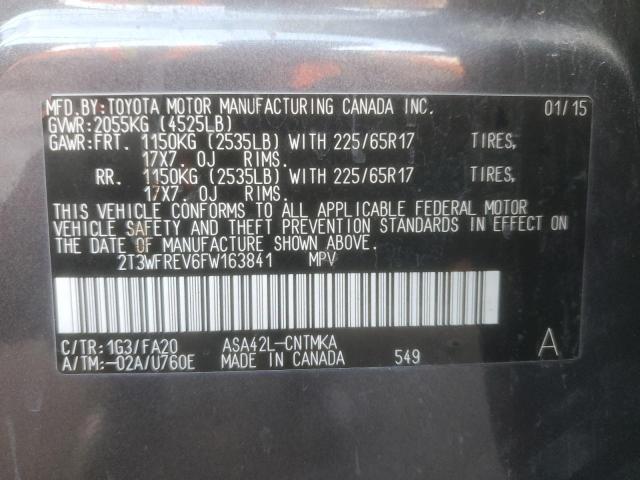 MFD.BY:TOYOTA MOTOR MANUFACTURING CANADA INC. 01/15
GVWR:2055KG (4525LB)
GAWR:FRT. 1150KG (2535LB) WITH 225/65R17 TIRES,
17X7.0J RIMS.
RR. 1150KG (2535LB) WITH 225/65R17 TIRES,
17X7.0J RIMS.
THIS VEHICLE CONFORMS TO ALL APPLICABLE FEDERAL MOTOR
VEHICLE SAFETY AND THEFT PREVENTION STANDARDS IN EFFECT ON
THE DATE OF MANUFACTURE SHOWN ABOVE.
2T3WFREV6FW163841 MPV
C/TR:1G3/FA20 ASA42L-CNTMKA A
A/TM:-02A/U760E MADE IN CANADA 549